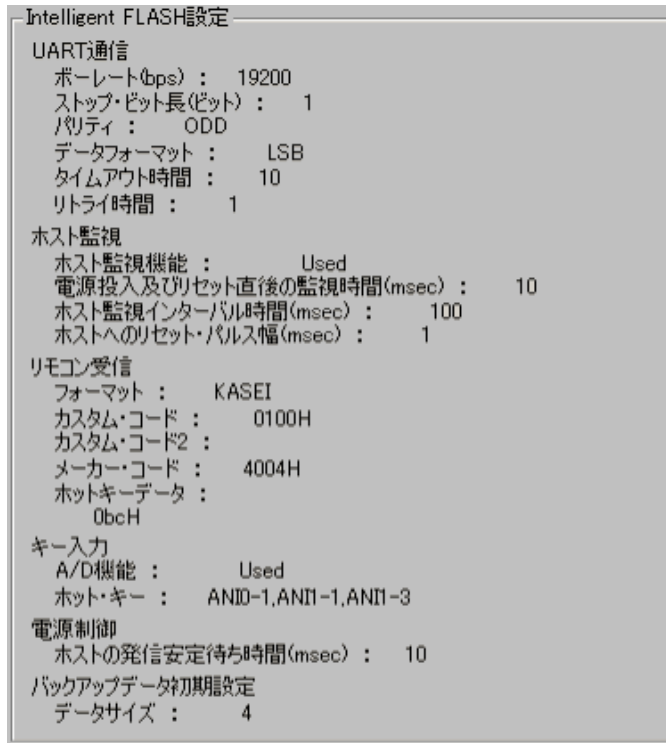 Intelligent FLASH設定
UART通信
ボーレート(bps) : 19200
ストップ・ビット長(ビット) : 1
パリティ : ODD
データフォーマット : LSB
タイムアウト時間 : 10
リトライ時間 : 1
ホスト監視
ホスト監視機能 : Used
電源投入及びリセット直後の監視時間(msec) : 10
ホスト監視インターバル時間(msec) : 100
ホストへのリセット・パルス幅(msec) : 1
リモコン受信
フォーマット : KASEI
カスタム・コード : 0100H
カスタム・コード2 :
メーカー・コード : 4004H
ホットキーデータ :
0bcH
キー入力
A/D機能 : Used
ホット・キー : ANI0-1,ANI1-1,ANI1-3
電源制御
ホストの発信安定待ち時間(msec) : 10
バックアップデータ初期設定
データサイズ : 4